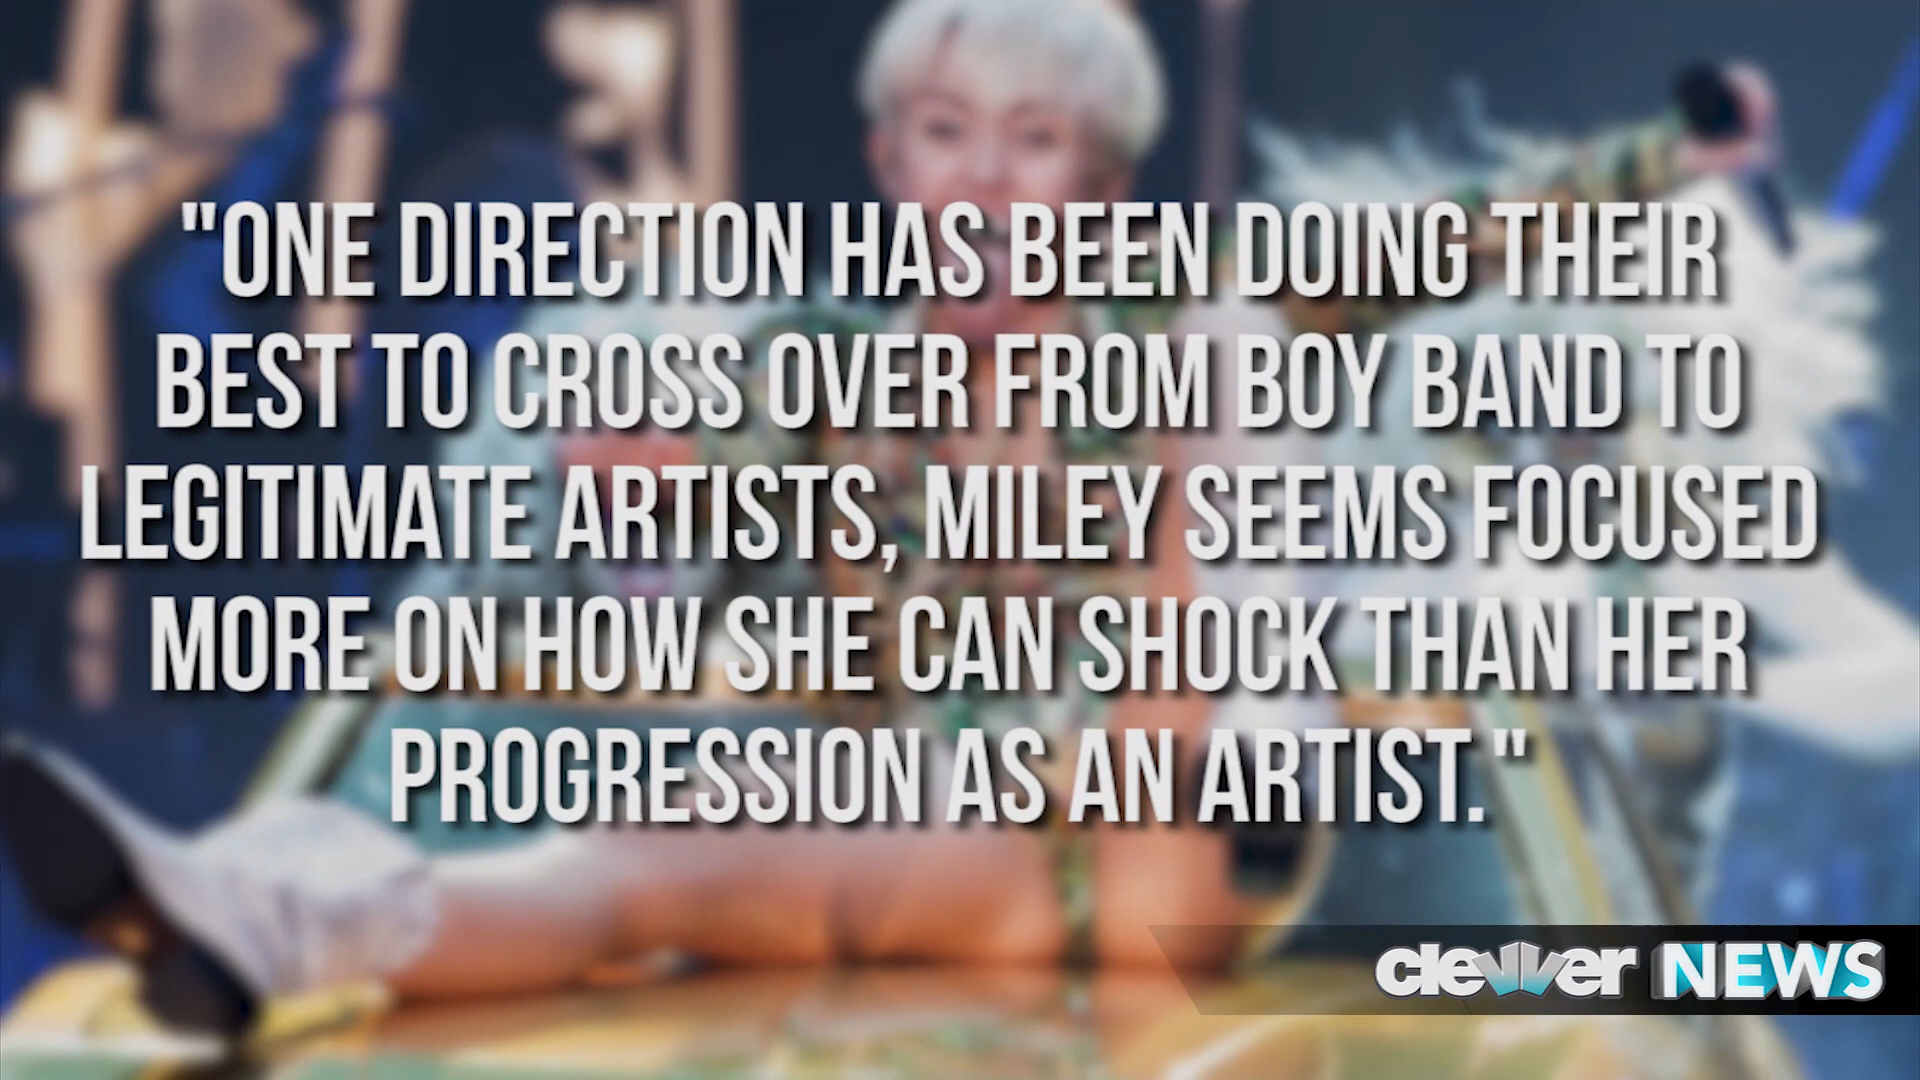 "ONE DIRECTION HAS BEEN DOING THEIR
BEST TO CROSS OVER FROM BOY BAND TO
LEGITIMATE ARTISTS, MILEY SEEMS FOCUSED
MORE ON HOW SHE CAN SHOCK THAN HER
PROGRESSION AS AN ARTIST."
clevver NEWS